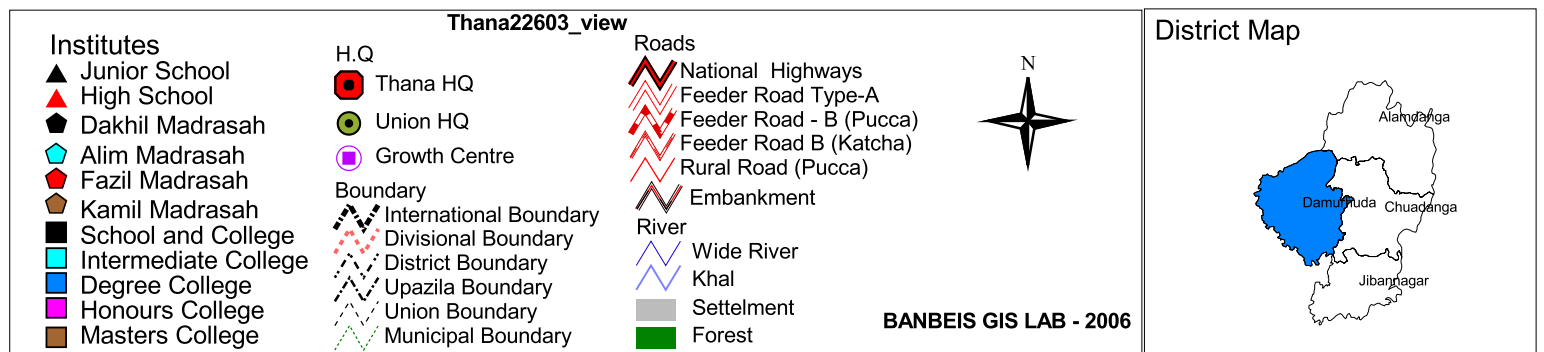 Thana22603_view
Institutes
Junior School
High School
Dakhil Madrasah
Alim Madrasah
Fazil Madrasah
Kamil Madrasah
School and College
Intermediate College
Degree College
Honours College
Masters College
H.Q
Thana HQ
Union HQ
Growth Centre
Boundary
International Boundary
Divisional Boundary
District Boundary
Upazila Boundary
Union Boundary
Municipal Boundary
Roads
National Highways
Feeder Road Type-A
Feeder Road - B (Pucca)
Feeder Road B (Katcha)
Rural Road (Pucca)
Embankment
River
Wide River
Khal
Settelment
Forest
N
BANBEIS GIS LAB - 2006
District Map
Alamdanga
Damurhuda
Chuadanga
Jibannagar